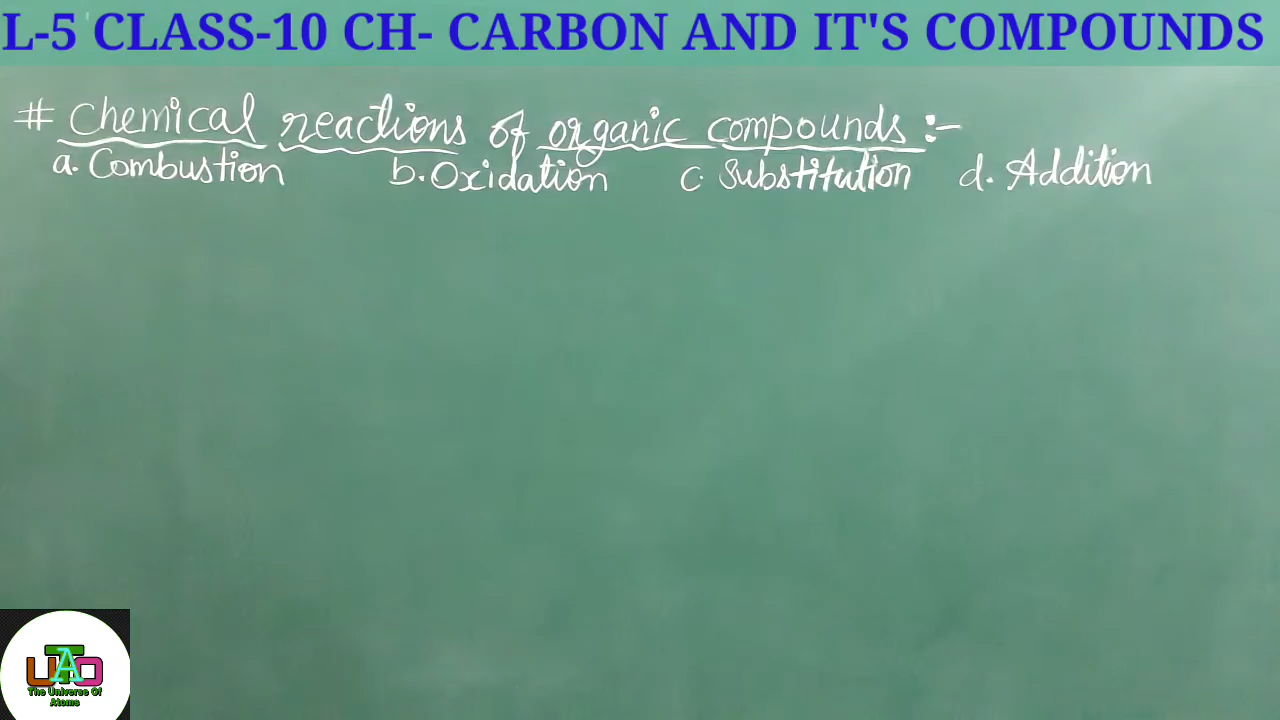 L-5 CLASS-10 CH- CARBON AND IT'S COMPOUNDS
# Chemical reactions of organic compounds :-
a. Combustion b. Oxidation c. Substitution d. Addition
UAO
The Universe Of
Atoms